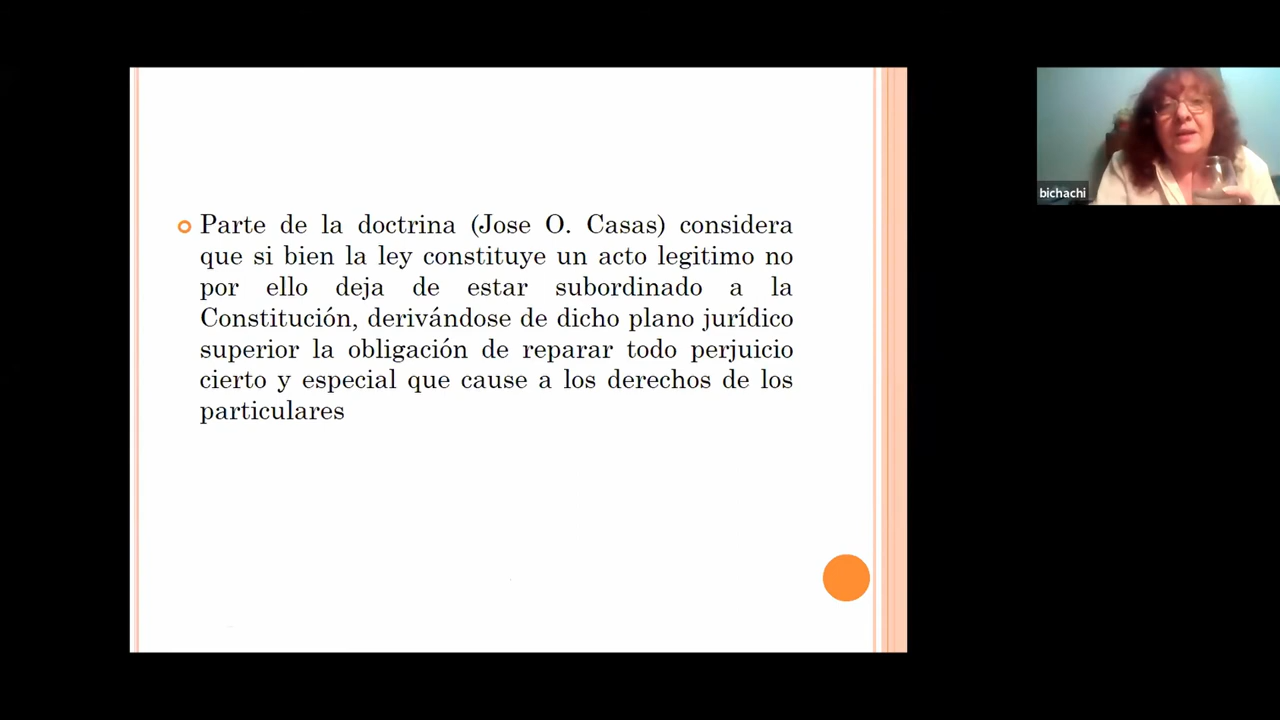 Parte de la doctrina (Jose O. Casas) considera
que si bien la ley constituye un acto legitimo no
por ello deja de estar subordinado a la
Constitución, derivándose de dicho plano jurídico
superior la obligación de reparar todo perjuicio
cierto y especial que cause a los derechos de los
particulares
bichachi